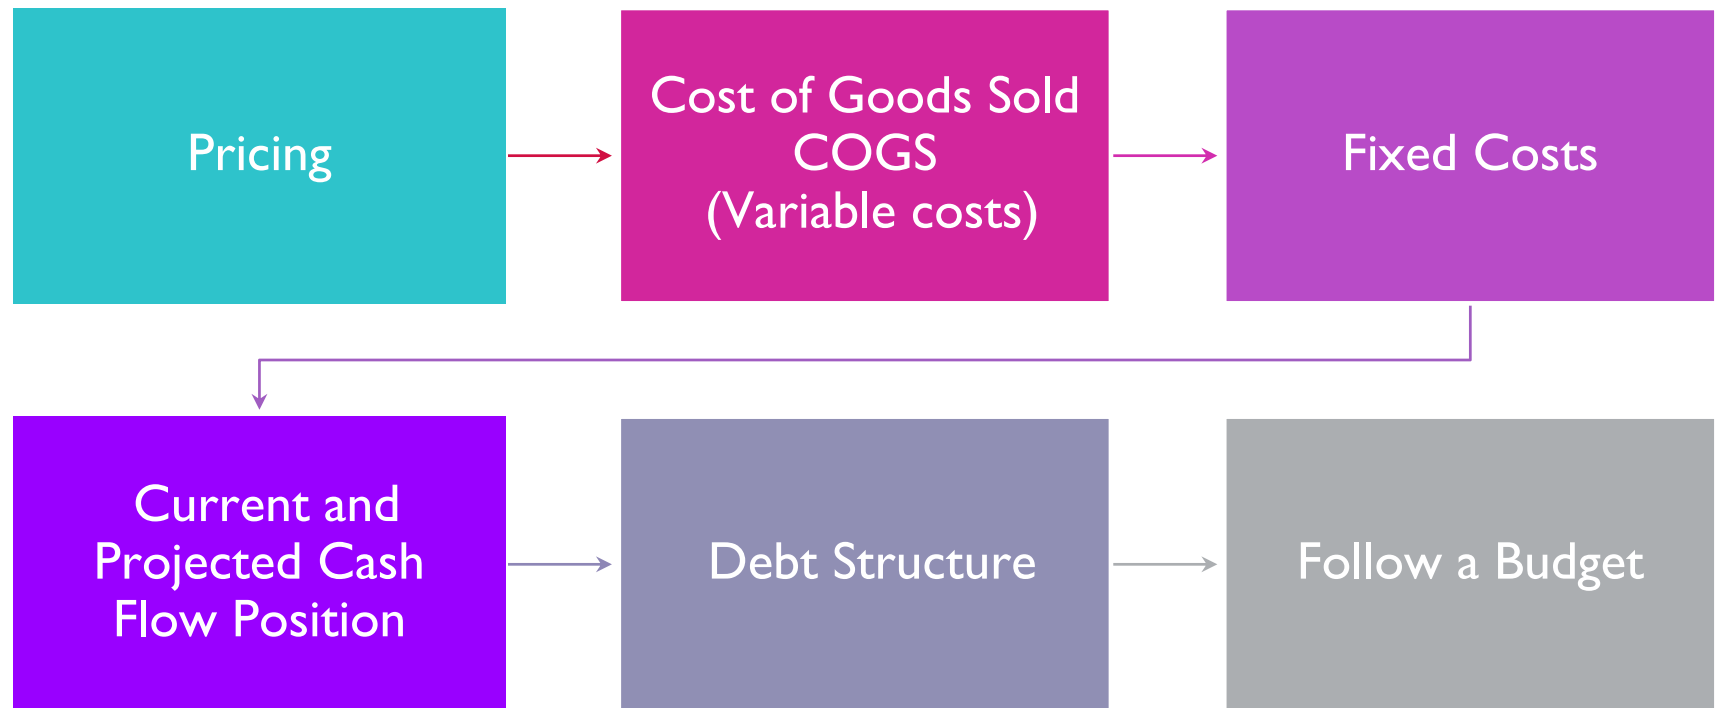 Pricing
Cost of Goods Sold
COGS
(Variable costs)
Fixed Costs
Current and
Projected Cash
Flow Position
Debt Structure
Follow a Budget